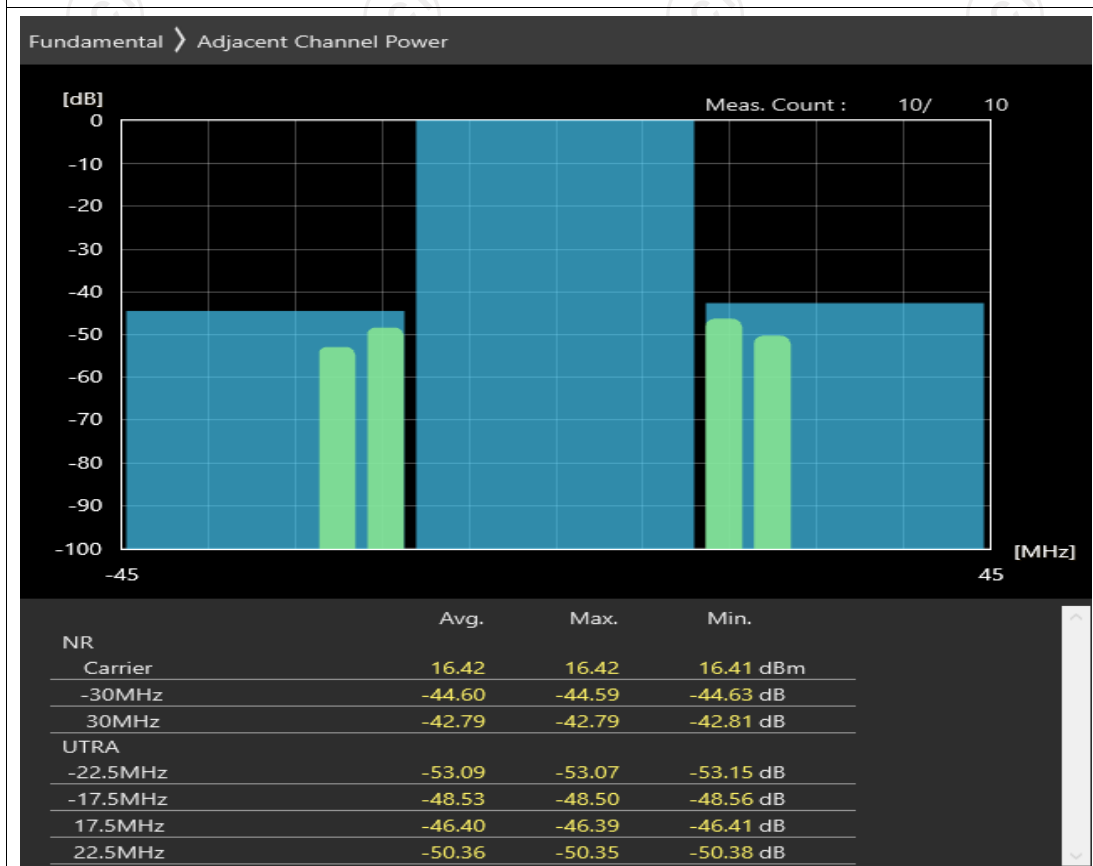 Fundamental 〉 Adjacent Channel Power
[dB]
Meas. Count : 10/ 10
0
-10
-20
-30
-40
-50
-60
-70
-80
-90
-100
[MHz]
-45 45
Avg. Max. Min.
NR
Carrier 16.42 16.42 16.41 dBm
-30MHz -44.60 -44.59 -44.63 dB
30MHz -42.79 -42.79 -42.81 dB
UTRA
-22.5MHz -53.09 -53.07 -53.15 dB
-17.5MHz -48.53 -48.50 -48.56 dB
17.5MHz -46.40 -46.39 -46.41 dB
22.5MHz -50.36 -50.35 -50.38 dB